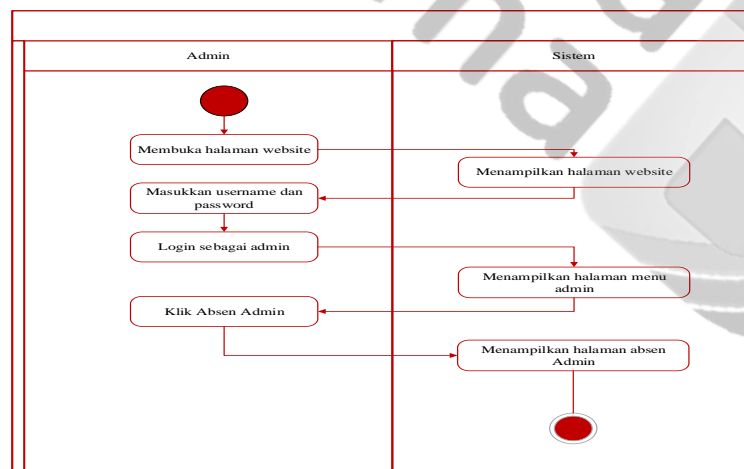 Admin
Sistem
Membuka halaman website
Menampilkan halaman website
Masukkan username dan
password
Login sebagai admin
Menampilkan halaman menu
admin
Klik Absen Admin
Menampilkan halaman absen
Admin